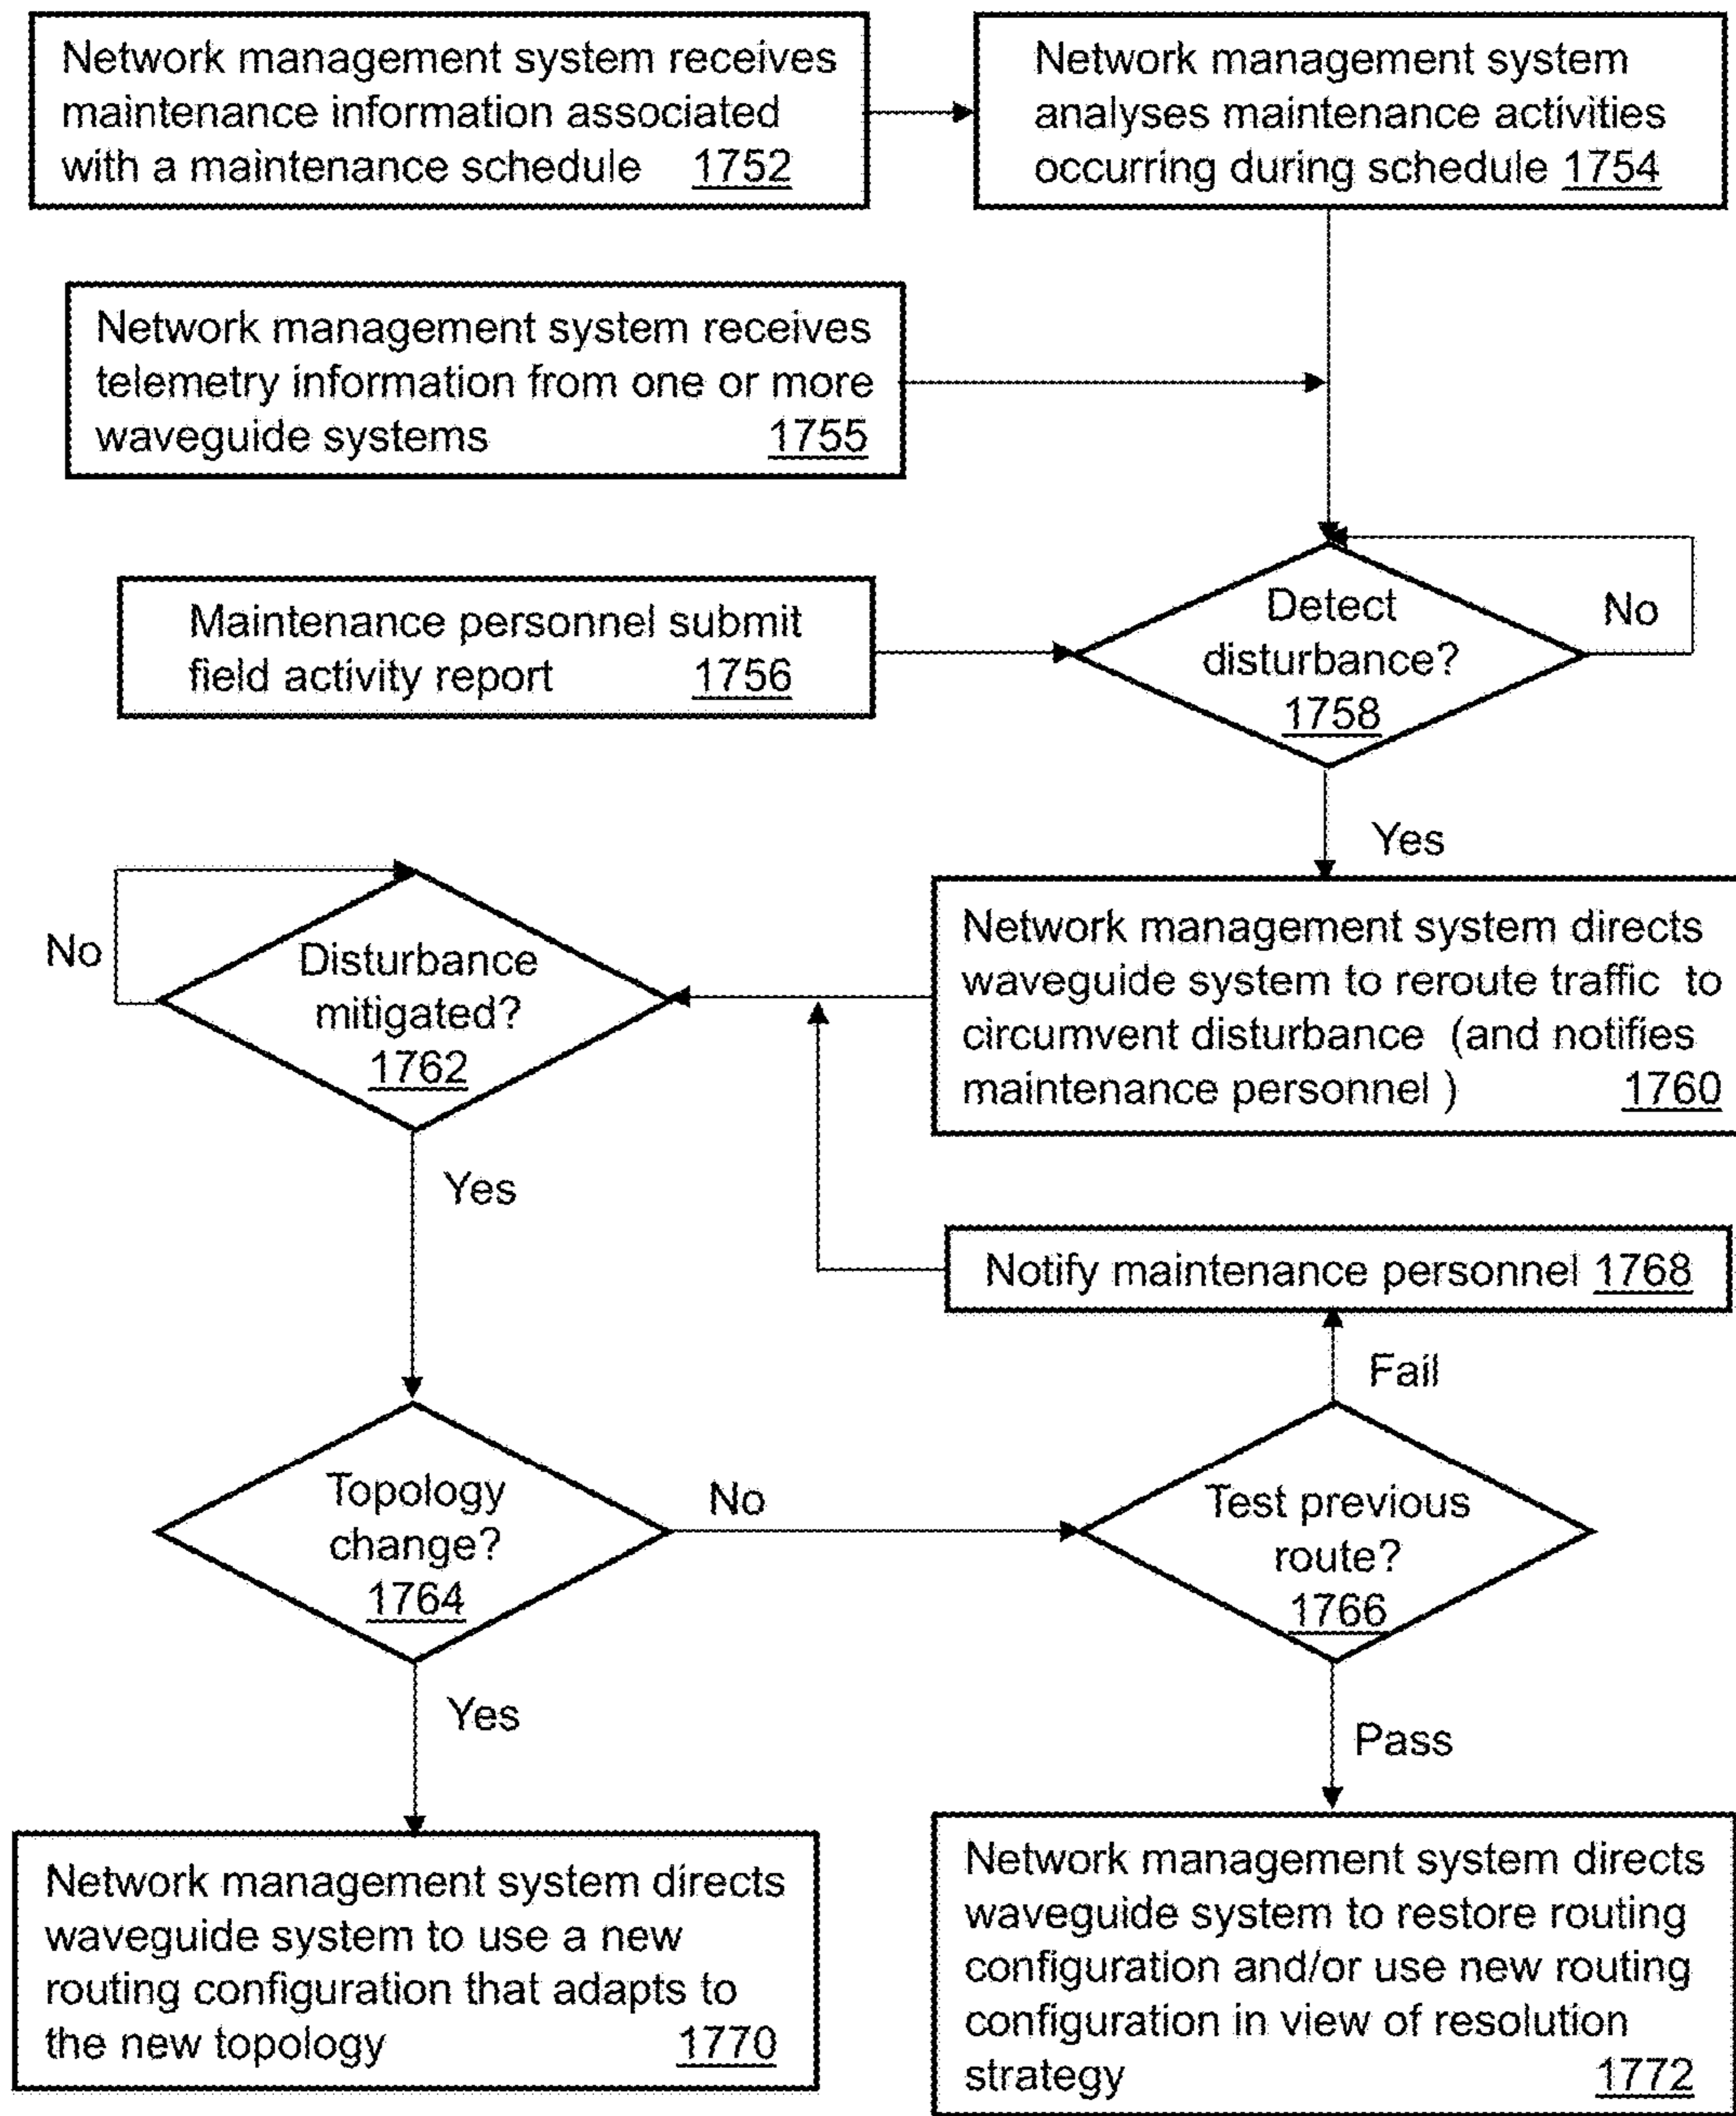 Network management system receives
maintenance information associated
with a maintenance schedule 1752
Network management system
analyses maintenance activities
occurring during schedule 1754
Network management system receives
telemetry information from one or more
waveguide systems 1755
Maintenance personnel submit
field activity report 1756
Detect
disturbance?
1758
No
Yes
Network management system directs
waveguide system to reroute traffic to
circumvent disturbance (and notifies
maintenance personnel ) 1760
No
Disturbance
mitigated?
1762
Yes
Notify maintenance personnel 1768
Fail
Topology
change?
1764
No
Test previous
route?
1766
Yes
Pass
Network management system directs
waveguide system to use a new
routing configuration that adapts to
the new topology 1770
Network management system directs
waveguide system to restore routing
configuration and/or use new routing
configuration in view of resolution
strategy 1772